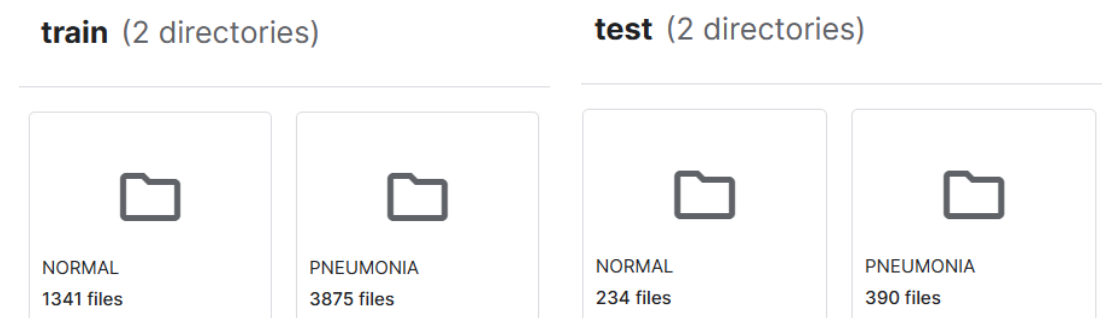 train (2 directories)
NORMAL
1341 files
PNEUMONIA
3875 files
test (2 directories)
NORMAL
234 files
PNEUMONIA
390 files